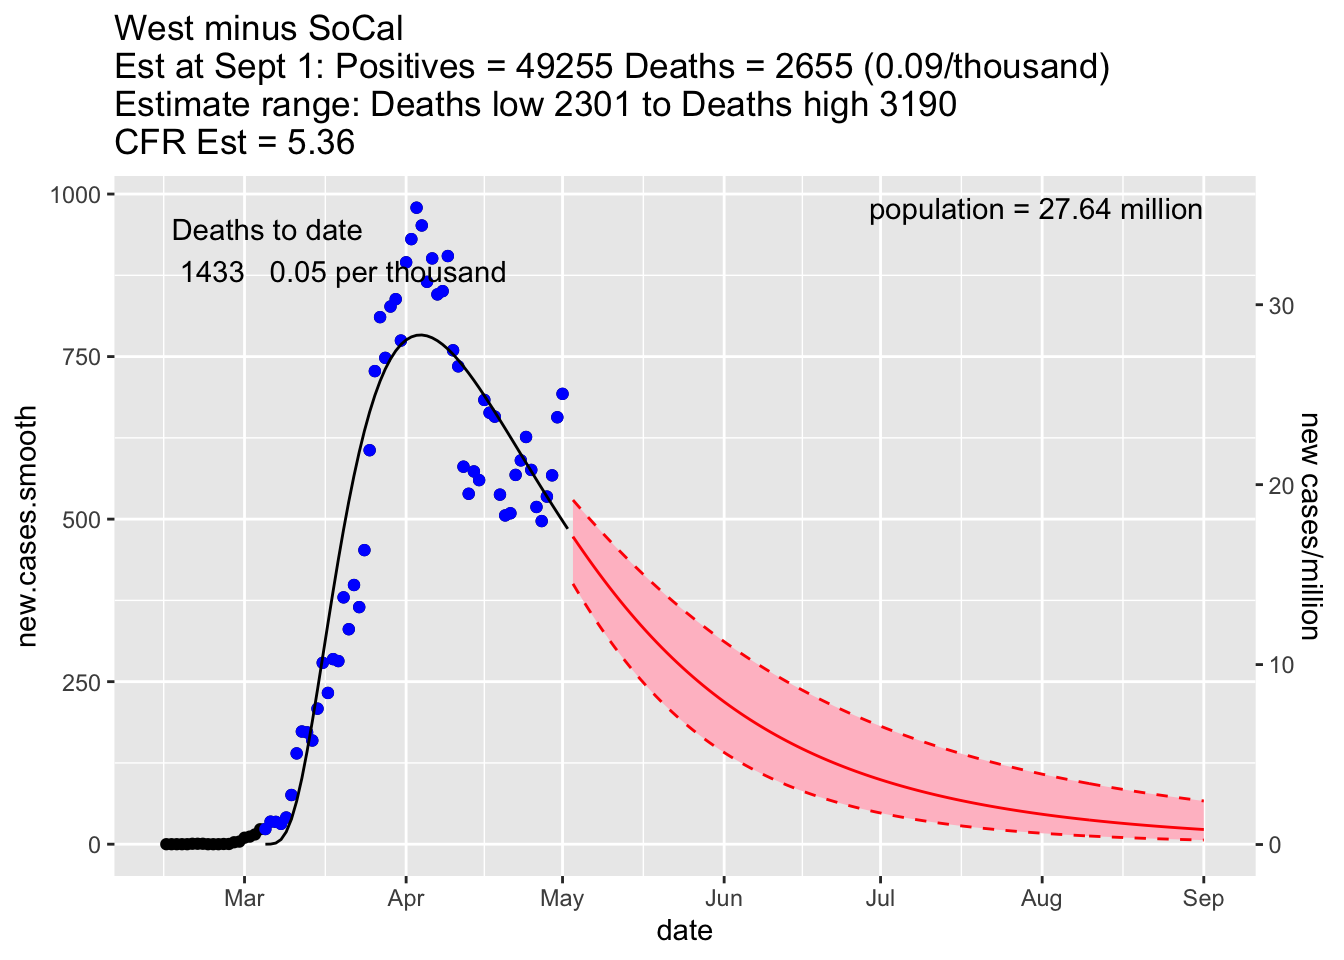 West minus SoCal
Est at Sept 1: Positives = 49255 Deaths = 2655 (0.09/thousand)
Estimate range: Deaths low 2301 to Deaths high 3190
CFR Est = 5.36
Deaths to date
1433 0.05 per thousand
population = 27.64 million
new.cases.smooth
1000
750
500
250
0
new cases/million
30
20
10
0
Mar Apr May Jun Jul Aug Sep
date